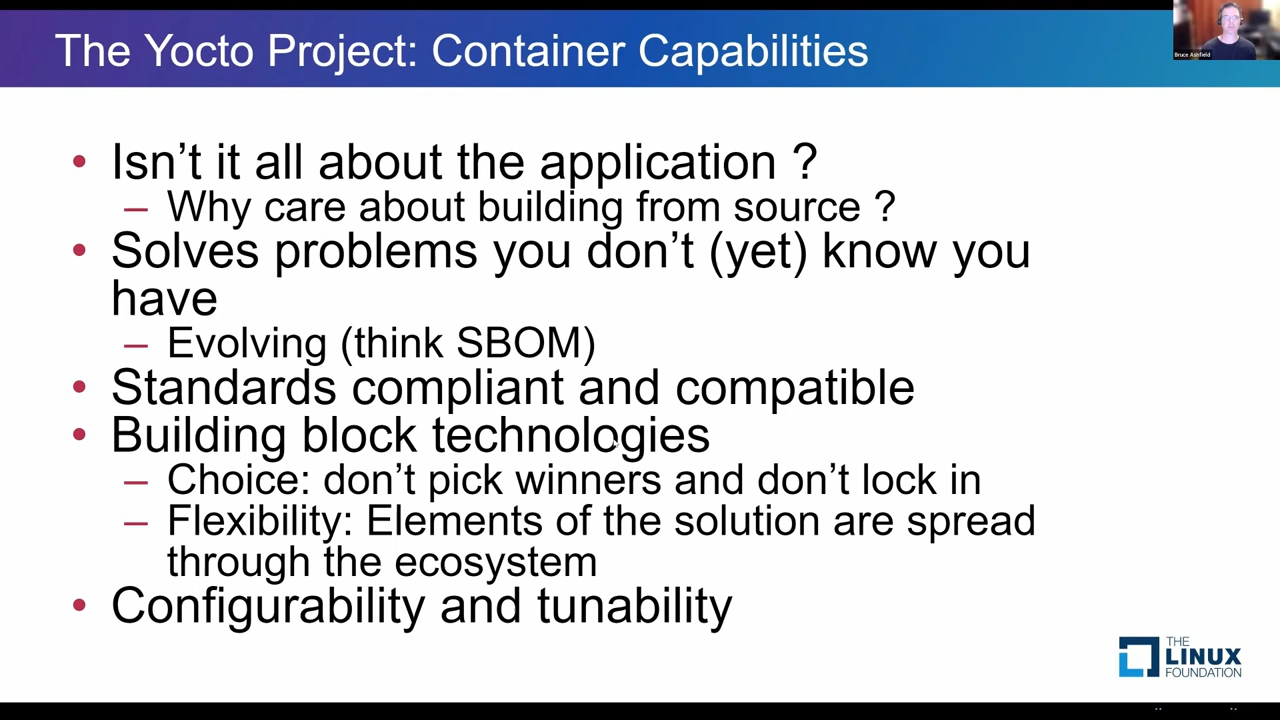 The Yocto Project: Container Capabilities
Bruce Ashfield
• Isn't it all about the application ?
– Why care about building from source ?
• Solves problems you don't (yet) know you
have
– Evolving (think SBOM)
• Standards compliant and compatible
• Building block technologies
– Choice: don't pick winners and don't lock in
– Flexibility: Elements of the solution are spread
through the ecosystem
• Configurability and tunability
THE
LINUX
FOUNDATION